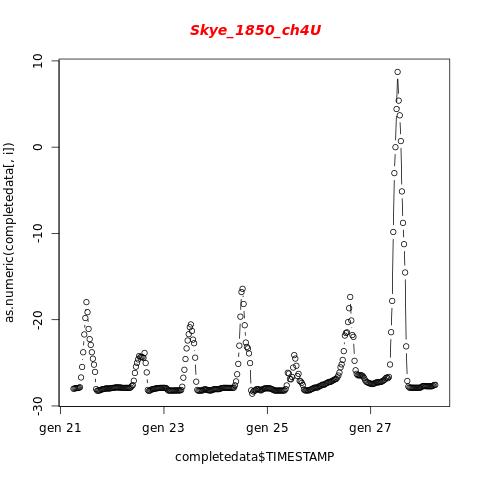 Skye_1850_ch4U
as.numeric(completedata[, i])
10
0
-10
-20
-30
gen 21 gen 23 gen 25 gen 27
completedata$TIMESTAMP